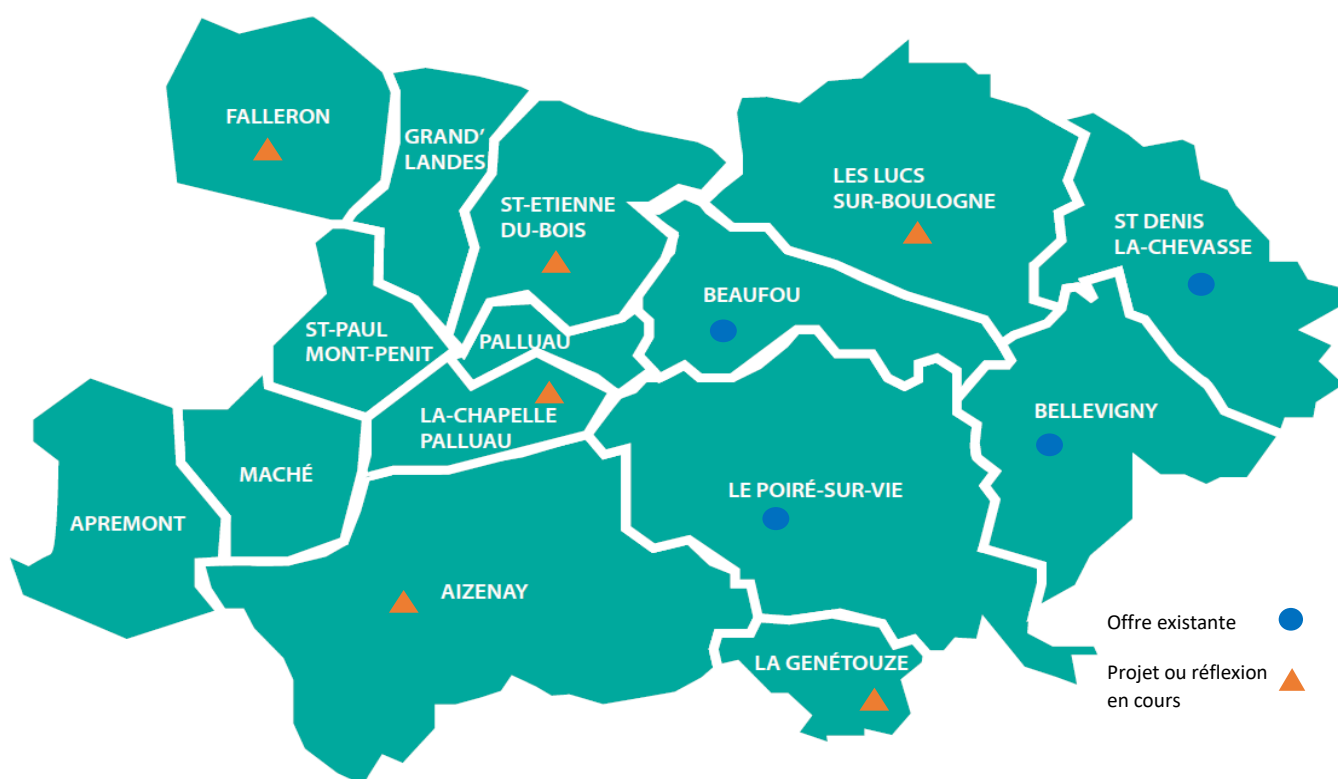 FALLERON
GRAND'
LANDES
ST-ETIENNE
DU-BOIS
LES LUCS
SUR-BOULOGNE
ST DENIS
LA-CHEVASSE
BEAUFOU
ST-PAUL
MONT-PENIT
PALLUAU
LA-CHAPELLE
PALLUAU
BELLEVIGNY
MACHÉ
LE POIRÉ-SUR-VIE
APREMONT
AIZENAY
LA GENÉTOUZE
Offre existante
Projet ou réflexion
en cours